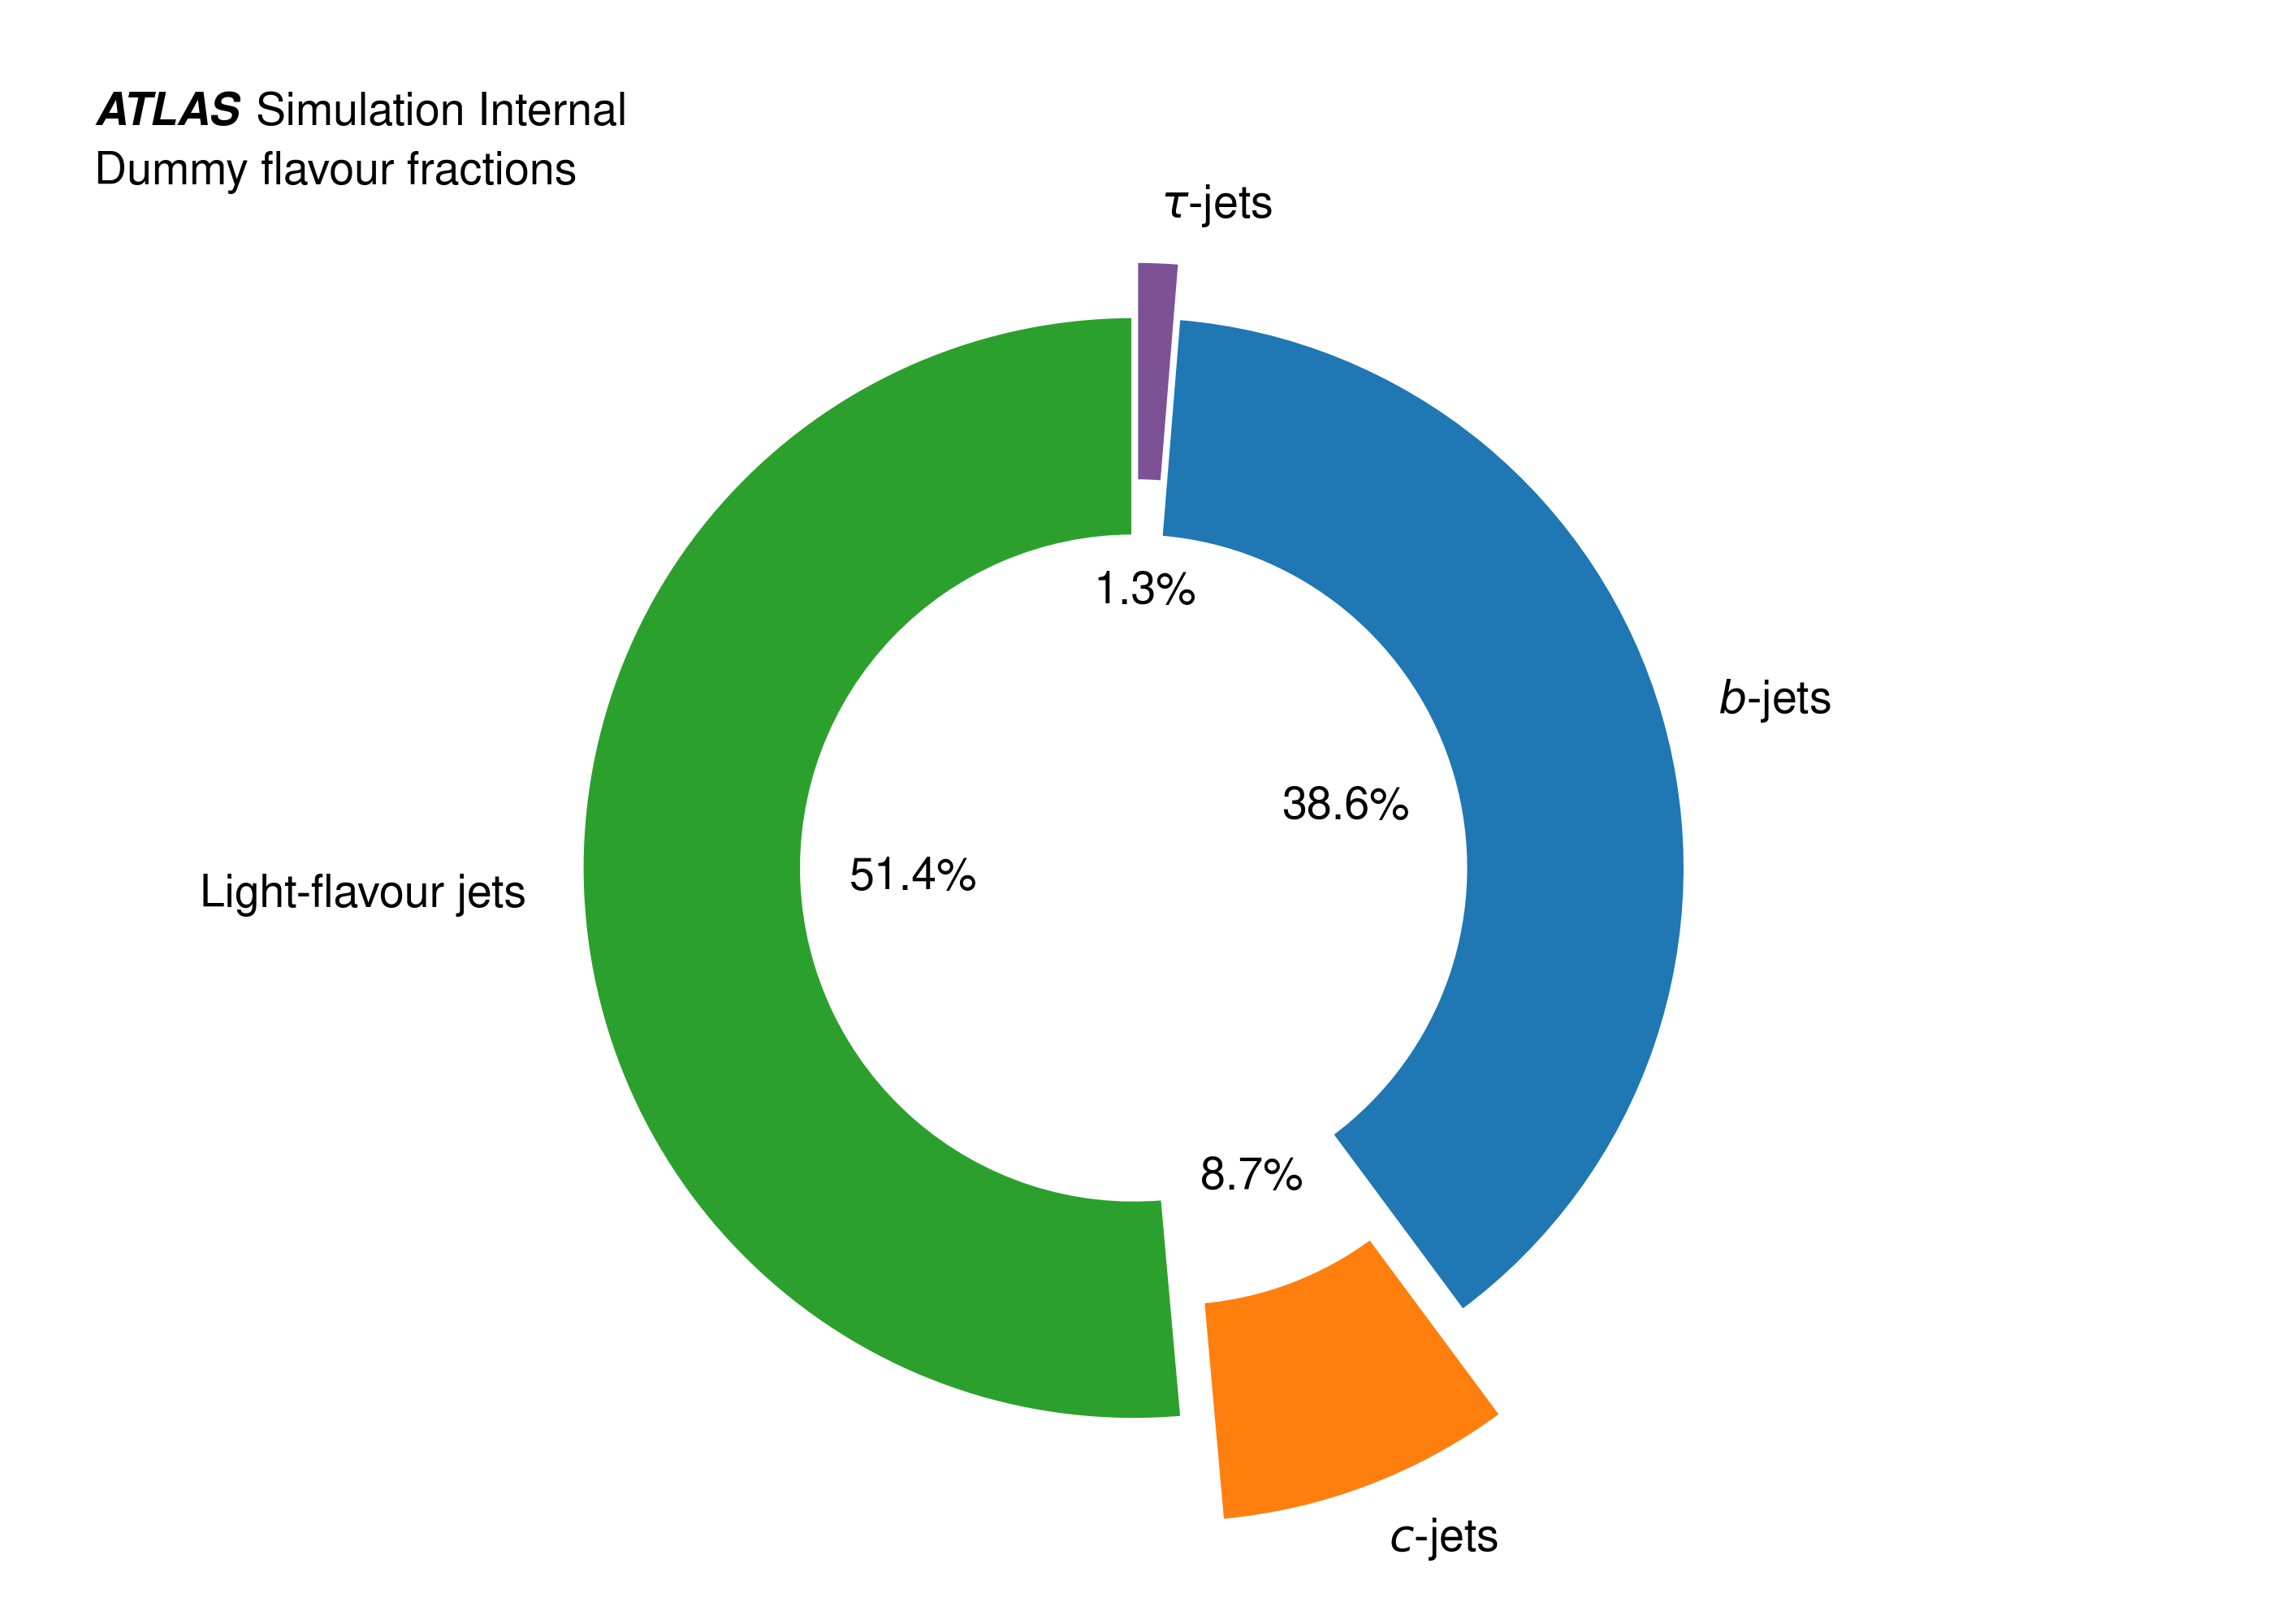 ATLAS Simulation Internal
Dummy flavour fractions
τ-jets
1.3%
b-jets
38.6%
51.4%
Light-flavour jets
8.7%
c-jets